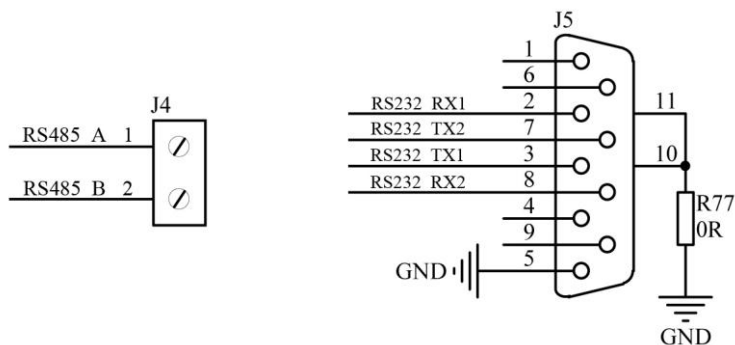 J4
RS485 A 1
RS485 B 2
J5
1
6
RS232 RX1 2
RS232 TX2 7
RS232 TX1 3
RS232 RX2 8
4
9
GND 5
11
10
R77
0R
GND